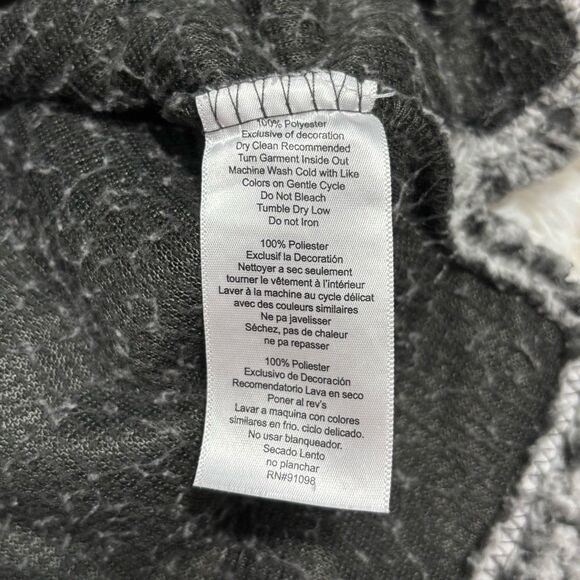 100% Polyester
Exclusive of decoration
Dry Clean Recommended
Turn Garment Inside Out
Machine Wash Cold with Like
Colors on Gentle Cycle
Do Not Bleach
Tumble Dry Low
Do not Iron
100% Poliester
Exclusif la Decoratión
Nettoyer a sec seulement
tourner le vêtement à l'intérieur
Laver à la machine au cycle délicat
avec des couleurs similaires
Ne pa javelisser
Séchez, pas de chaleur
ne pa repasser
100% Poliester
Exclusivo de Decoración
Recomendatorio Lava en seco
Poner al rev's
Lavar a maquina con colores
similares en frio. ciclo delicado.
No usar blanqueador.
Secado Lento
no planchar
RN#91098